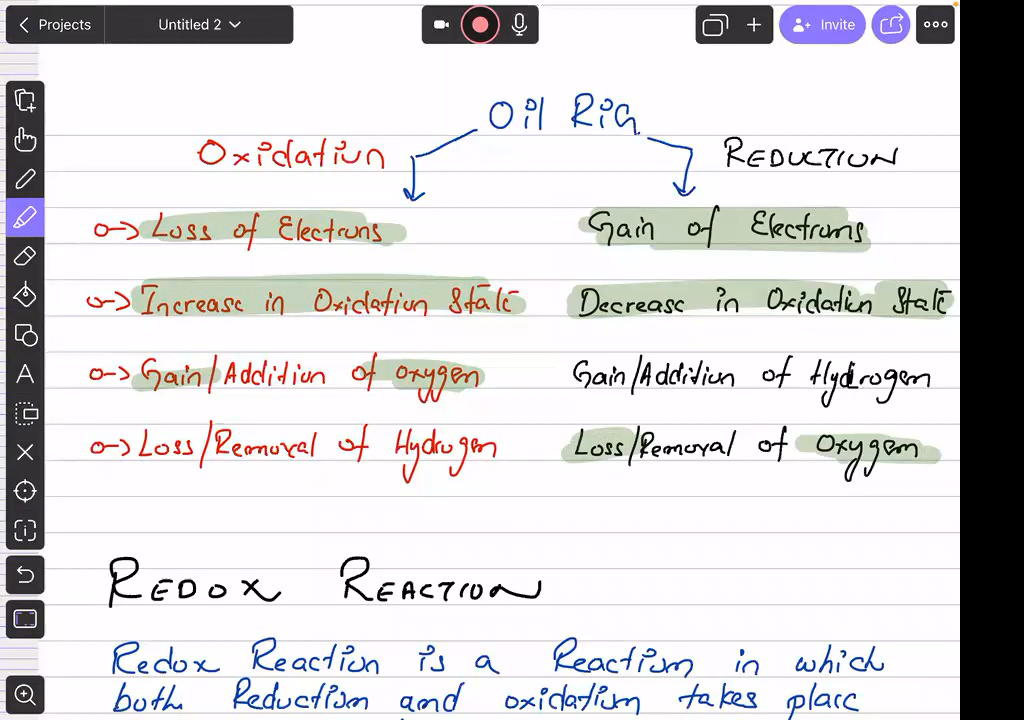 Projects Untitled 2 Invite
Oil Rig
Oxidation REDUCTION
Loss of Electrons Gain of Electrons
Increase in Oxidation State Decrease in Oxidation State
Gain/Addition of oxygen Gain/Addition of Hydrogen
Loss/Removal of Hydrogen Loss/Removal of Oxygen
A
REDOX REACTION
Redox Reaction is a Reaction in which
both Reduction and oxidation takes place